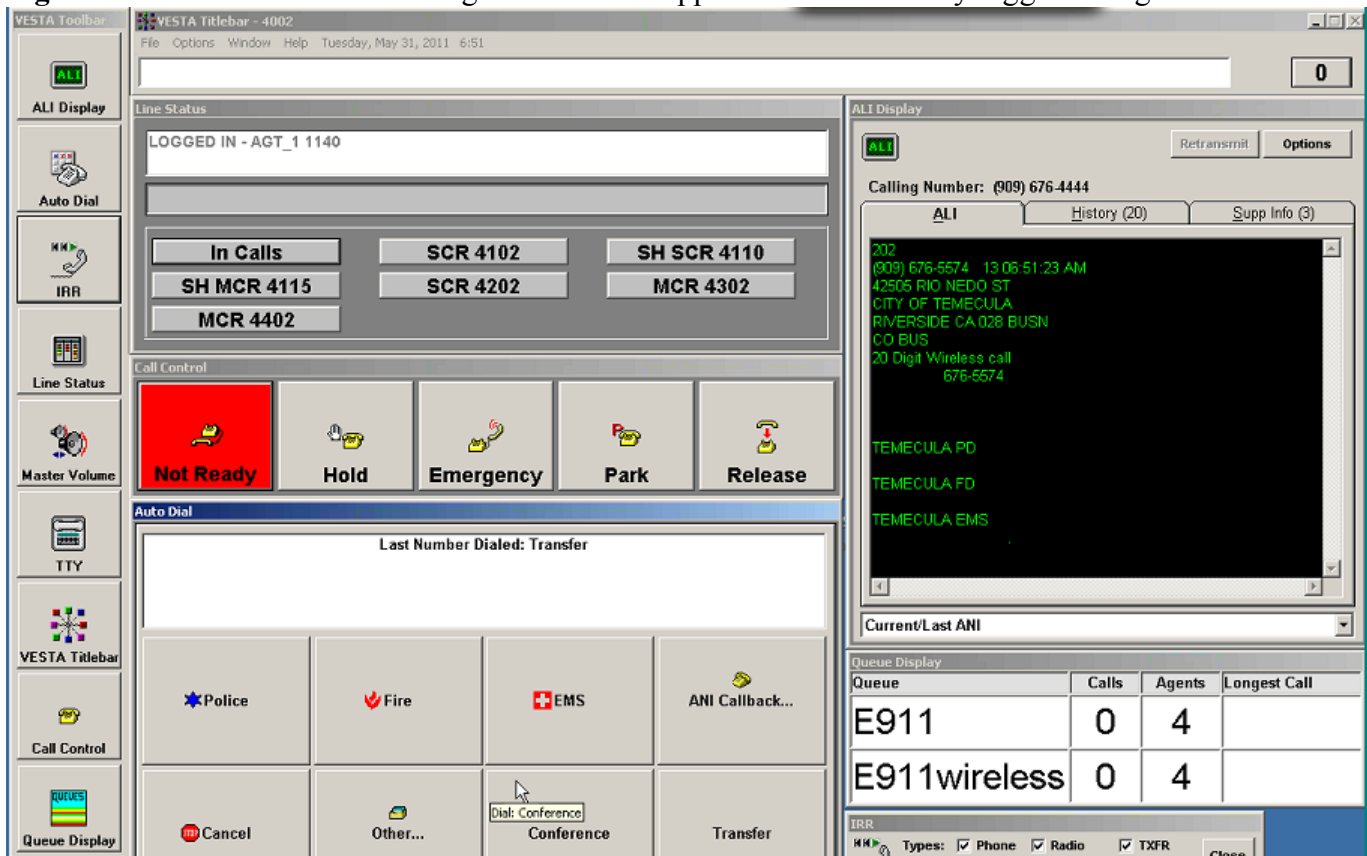 VESTA Toolbar
ALI
ALI Display
Auto Dial
IRR
Line Status
Master Volume
TTY
VESTA Titlebar
Call Control
QUEUES
Queue Display
VESTA Titlebar - 4002
File Options Window Help Tuesday, May 31, 2011 6:51
0
Line Status
LOGGED IN - AGT_1 1140
In Calls SCR 4102 SH SCR 4110
SH MCR 4115 SCR 4202 MCR 4302
MCR 4402
Call Control
Not Ready Hold Emergency Park Release
Auto Dial
Last Number Dialed: Transfer
Police Fire EMS ANI Callback...
Dial: Conference
Cancel Other... Conference Transfer
ALI Display
ALI Retransmit Options
Calling Number: (909) 676-4444
ALI History (20) Supp Info (3)
202
(909) 676-5574 13 06:51:23 AM
42505 RIO NEDO ST
CITY OF TEMECULA
RIVERSIDE CA 028 BUSN
CO BUS
20 Digit Wireless call
676-5574
TEMECULA PD
TEMECULA FD
TEMECULA EMS
Current/Last ANI
Queue Display
Queue Calls Agents Longest Call
E911 0 4
E911wireless 0 4
IRR
Types: Phone Radio TXFR Close